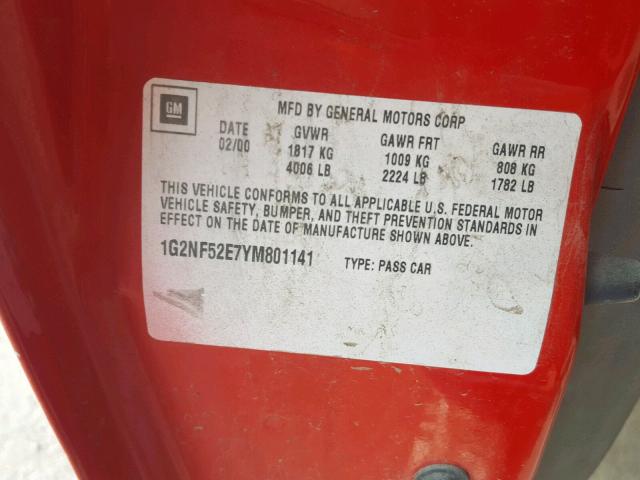 GM
MFD BY GENERAL MOTORS CORP
DATE GVWR GAWR FRT GAWR RR
02/00 1817 KG 1009 KG 808 KG
4006 LB 2224 LB 1782 LB
THIS VEHICLE CONFORMS TO ALL APPLICABLE U.S. FEDERAL MOTOR
VEHICLE SAFETY, BUMPER, AND THEFT PREVENTION STANDARDS IN
EFFECT ON THE DATE OF MANUFACTURE SHOWN ABOVE.
1G2NF52E7YM801141 TYPE: PASS CAR